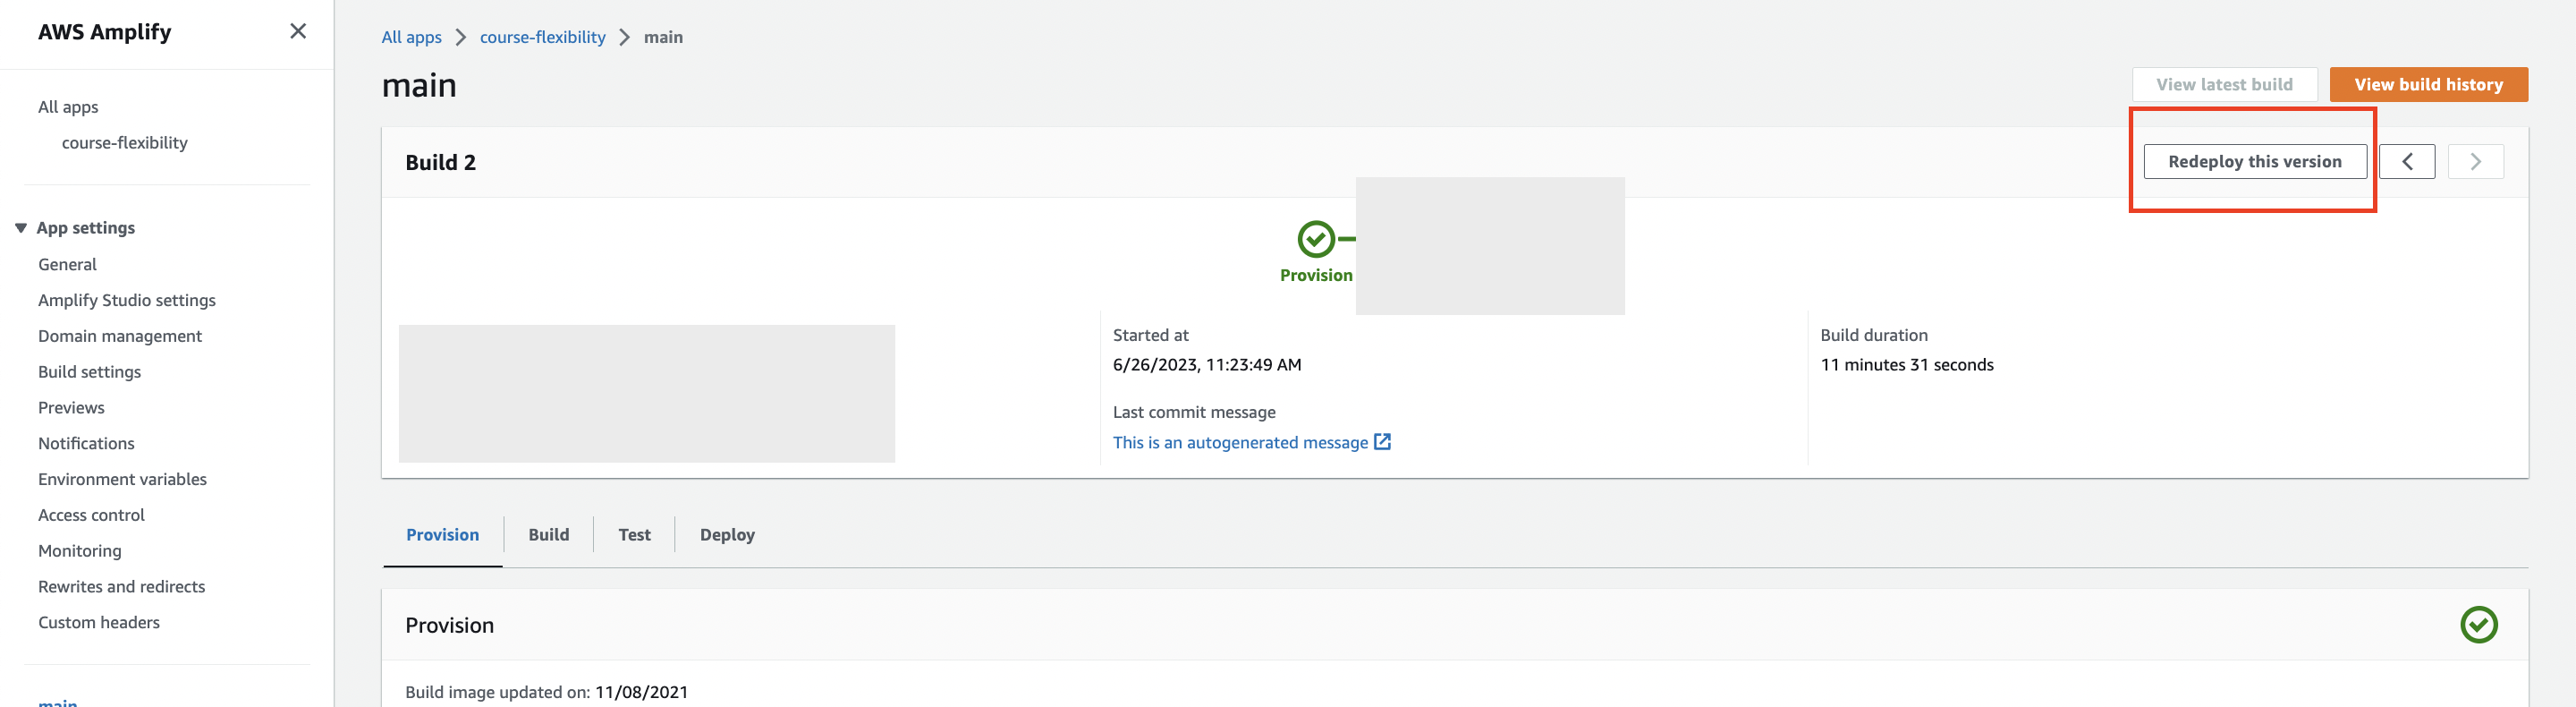 AWS Amplify
All apps
course-flexibility
App settings
General
Amplify Studio settings
Domain management
Build settings
Previews
Notifications
Environment variables
Access control
Monitoring
Rewrites and redirects
Custom headers
main
All apps > course-flexibility > main
main
View latest build
View build history
Build 2
Redeploy this version
Provision
Started at
6/26/2023, 11:23:49 AM
Last commit message
This is an autogenerated message
Build duration
11 minutes 31 seconds
Provision
Build
Test
Deploy
Provision
Build image updated on: 11/08/2021